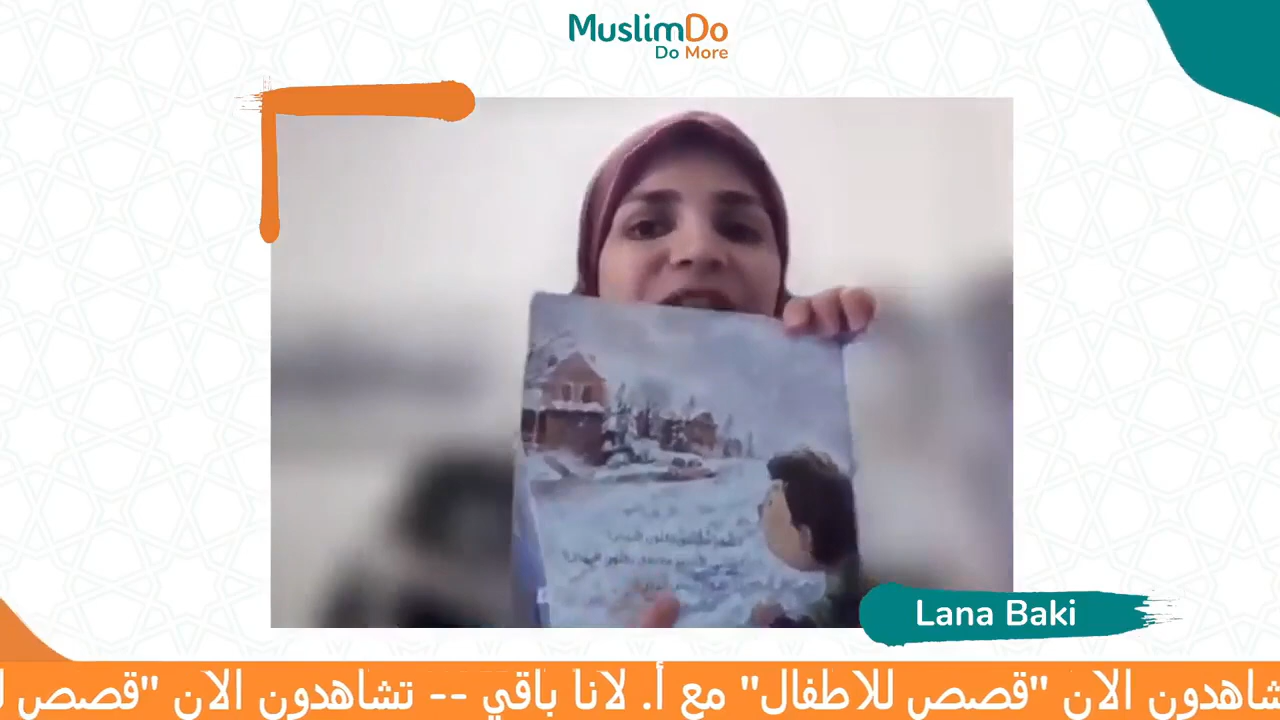 MuslimDo
Do More
Lana Baki
شاهدون الان "قصص للاطفال" مع أ. لانا باقي -- تشاهدون الان "قصص ل